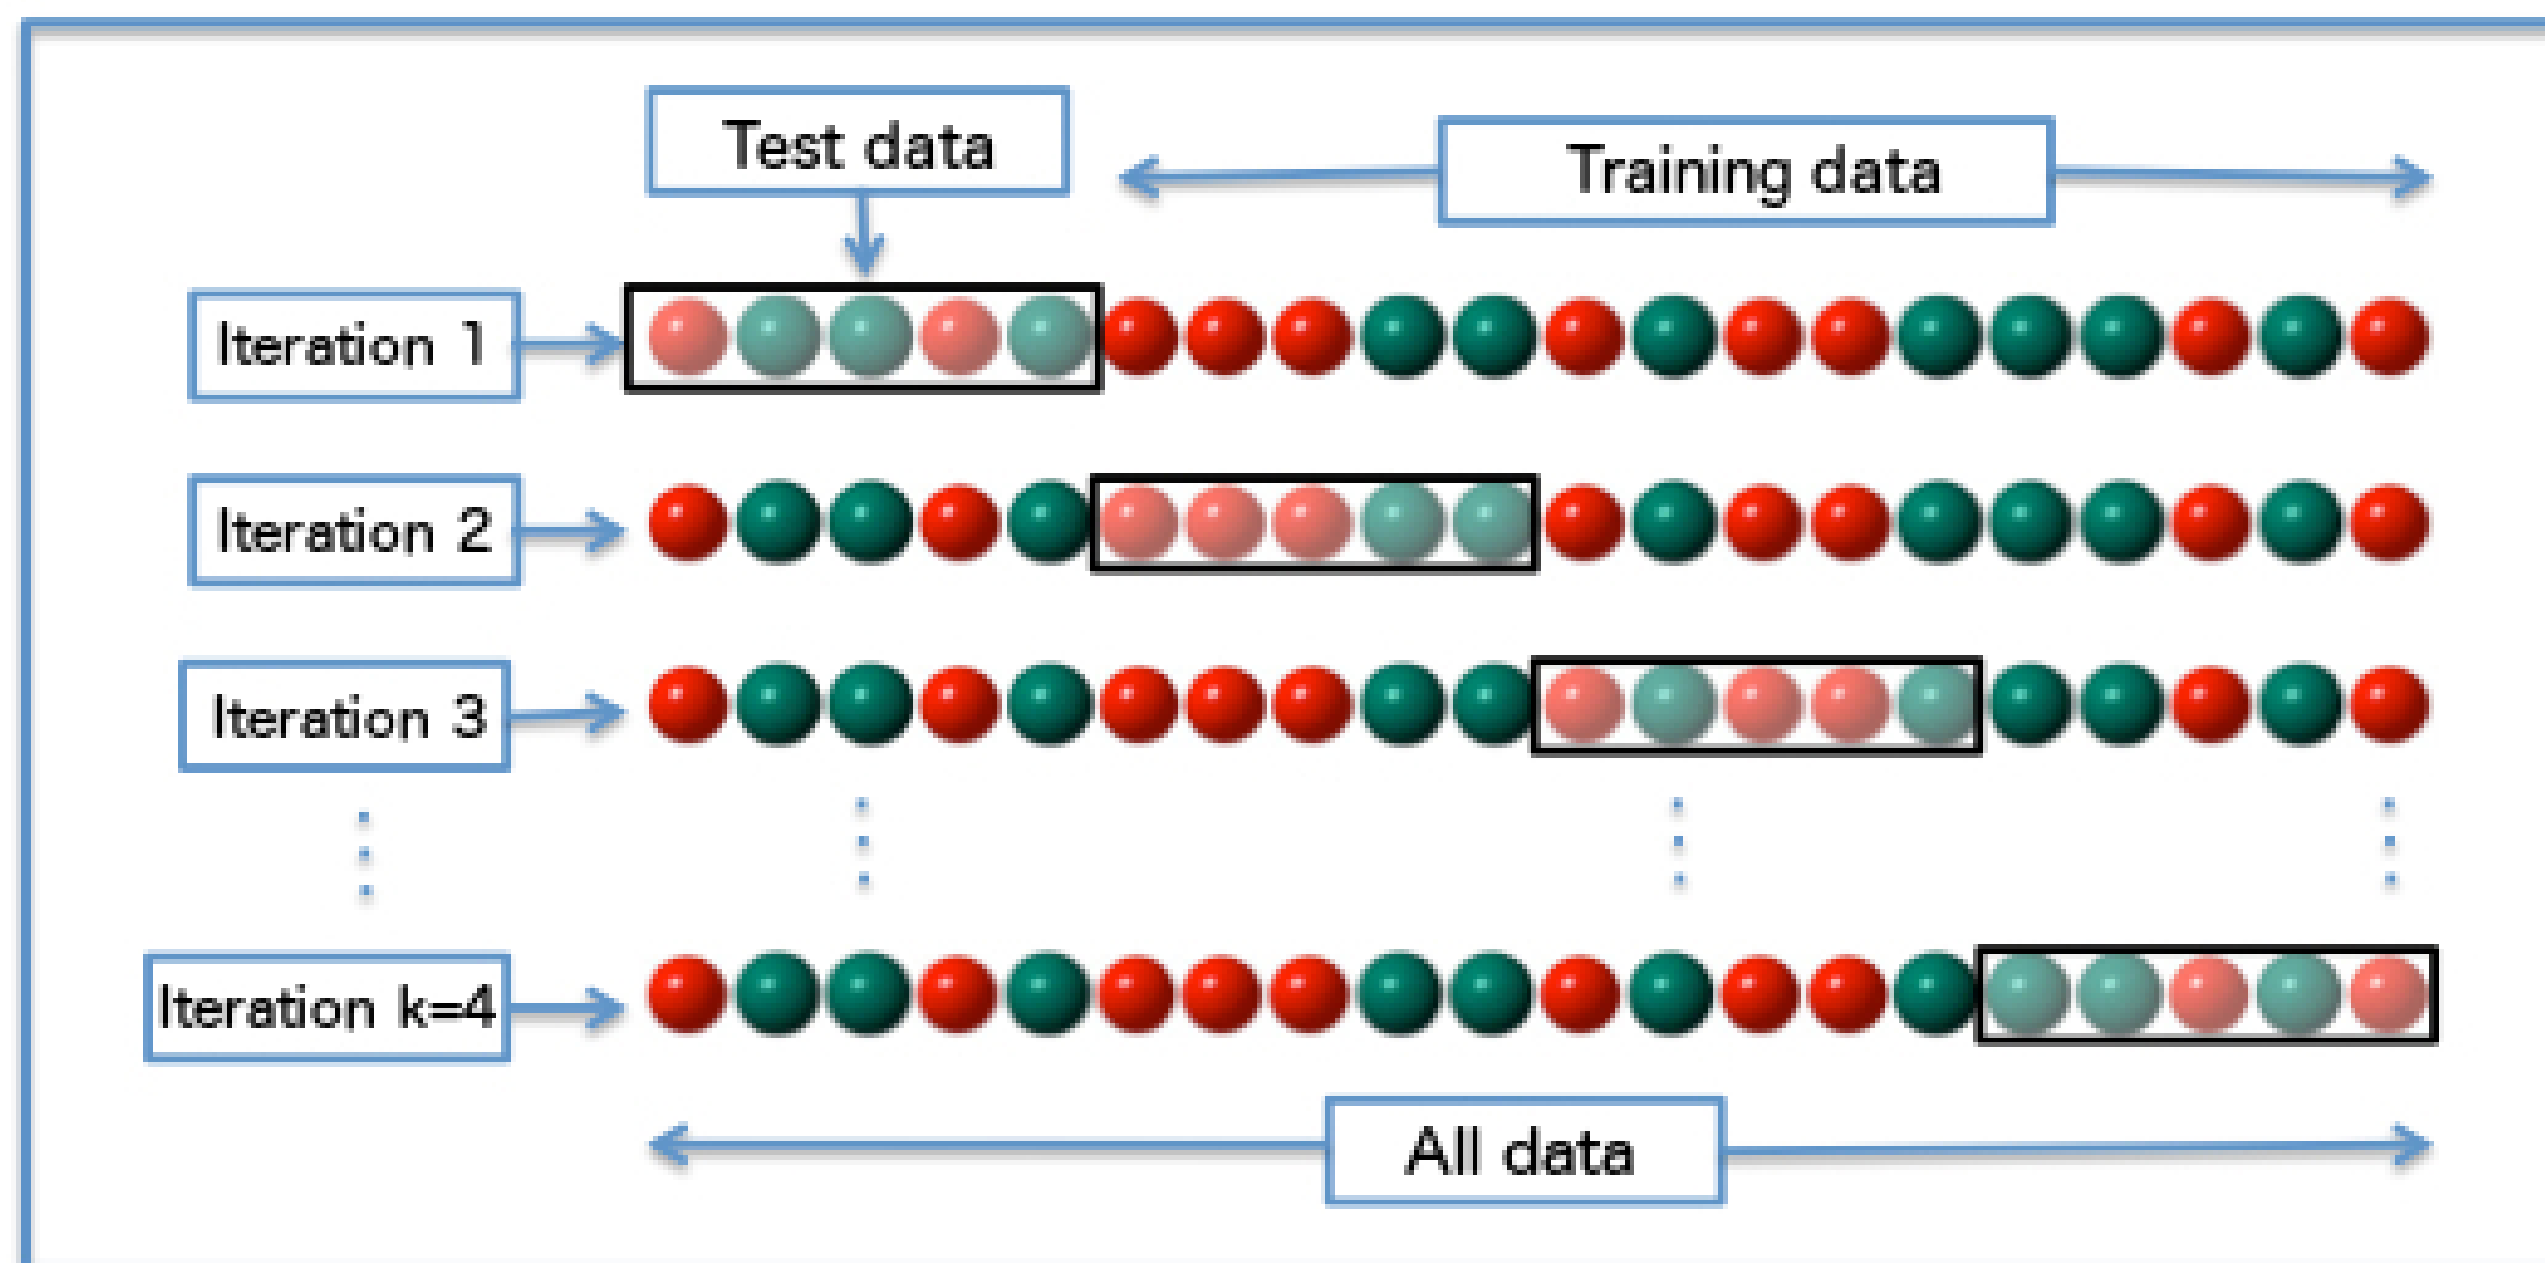 Test data
Training data
Iteration 1
Iteration 2
Iteration 3
Iteration k=4
All data